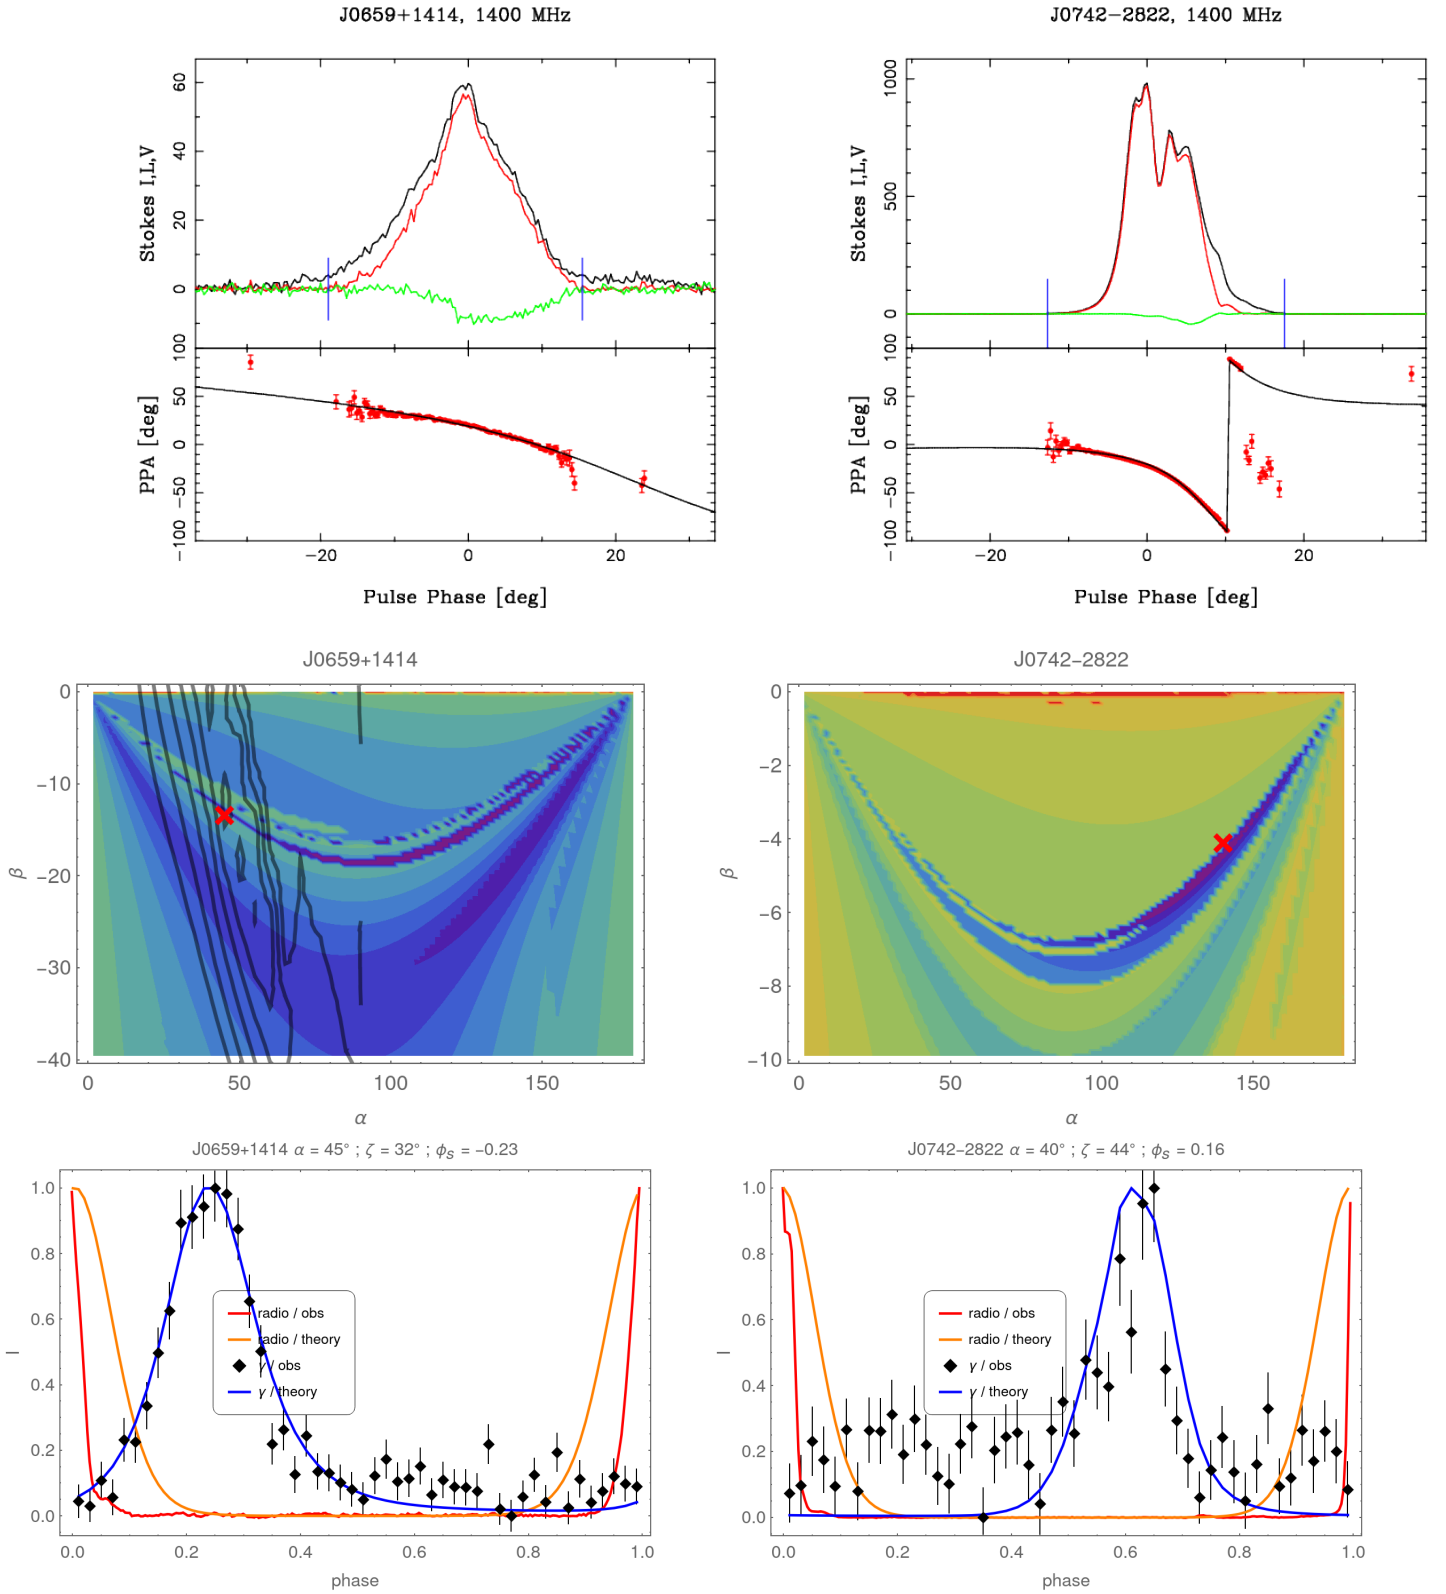 J0659+1414, 1400 MHz
Stokes I,L,V
60
40
20
0
PPA [deg]
100
50
0
−50
−100
−20
0
20
Pulse Phase [deg]
J0742−2822, 1400 MHz
Stokes I,L,V
1000
500
0
PPA [deg]
100
50
0
−50
−100
−20
0
20
Pulse Phase [deg]
J0659+1414
β
0
−10
−20
−30
−40
0
50
100
150
α
J0742−2822
β
0
−2
−4
−6
−8
−10
0
50
100
150
α
J0659+1414 α = 45° ; ζ = 32° ; ϕs = −0.23
I
1.0
0.8
0.6
0.4
0.2
0.0
radio / obs
radio / theory
γ / obs
γ / theory
0.0
0.2
0.4
0.6
0.8
1.0
phase
J0742−2822 α = 40° ; ζ = 44° ; ϕs = 0.16
I
1.0
0.8
0.6
0.4
0.2
0.0
radio / obs
radio / theory
γ / obs
γ / theory
0.0
0.2
0.4
0.6
0.8
1.0
phase